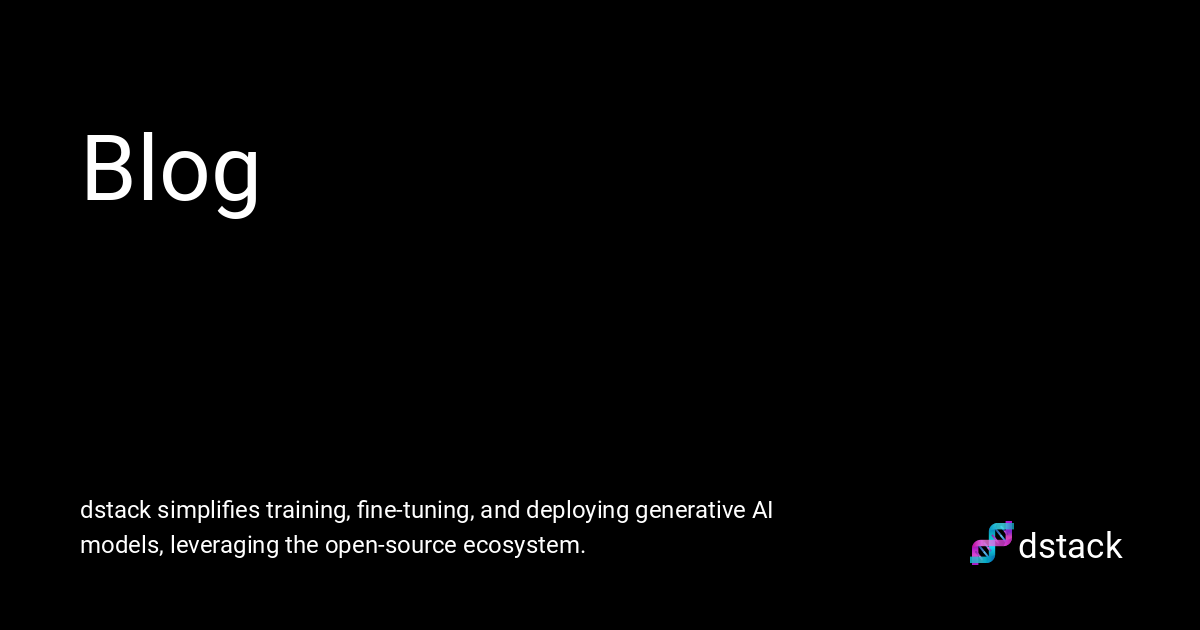 Blog
dstack simplifies training, fine-tuning, and deploying generative AI
models, leveraging the open-source ecosystem.
dstack